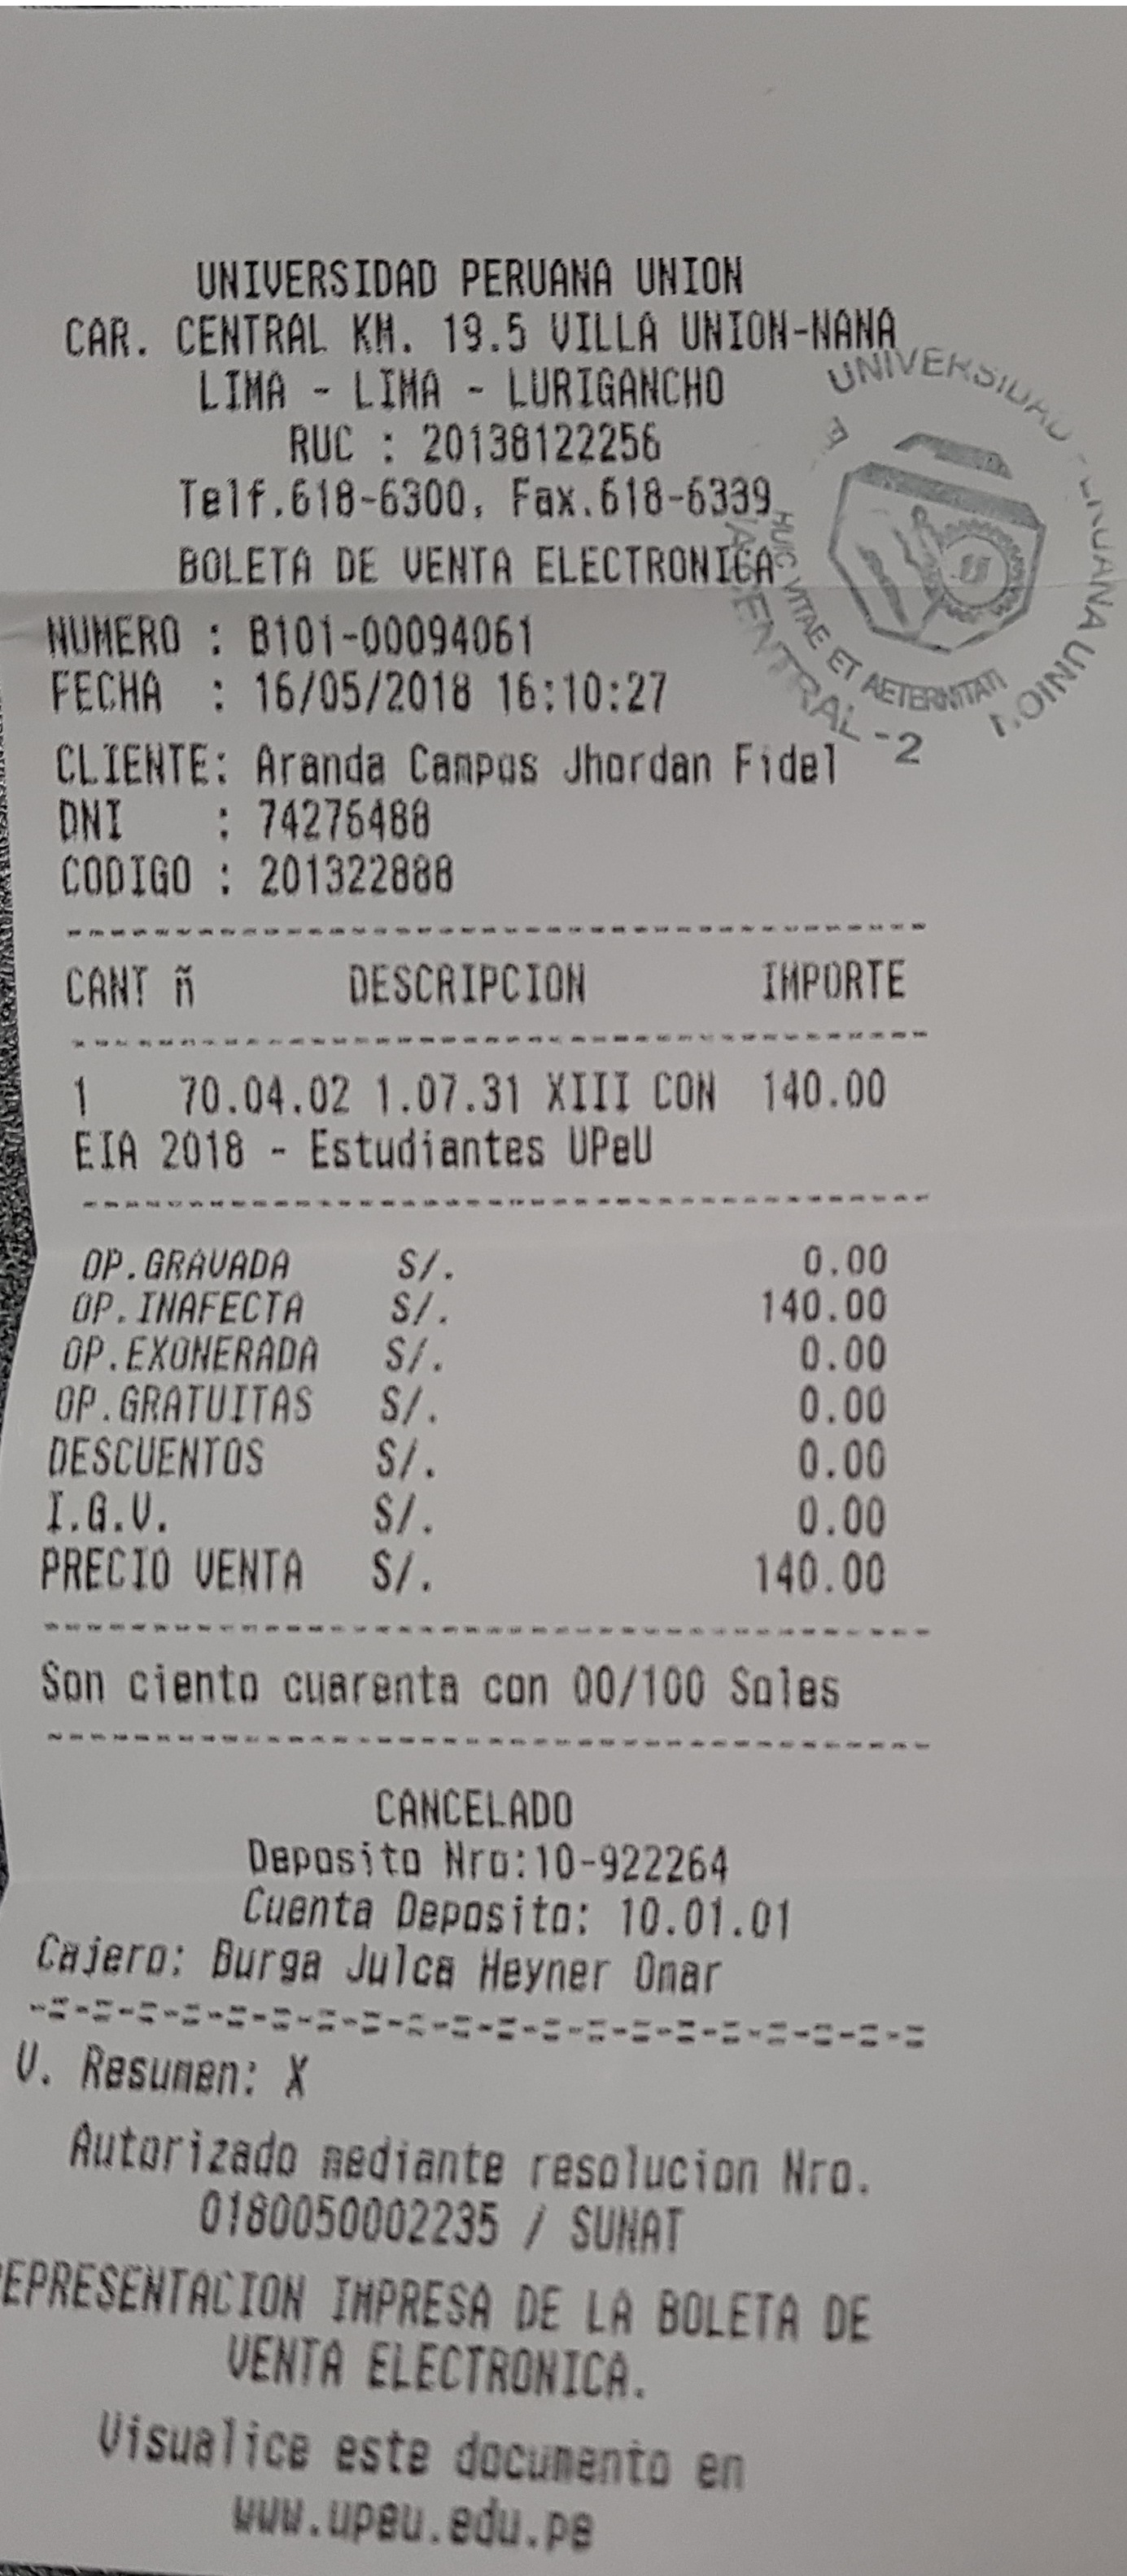 UNIVERSIDAD PERUANA UNION
CAR. CENTRAL KM. 19.5 VILLA UNION-NANA
LIMA - LIMA - LURIGANCHO
RUC : 20138122256
Telf.618-6300, Fax.618-6339
BOLETA DE VENTA ELECTRONICA
UNIVERSIDAD PERUANA UNION
HUIC VITAE ET AETERNITATI
CENTRAL -2
NUMERO : B101-00094061
FECHA : 16/05/2018 16:10:27
CLIENTE: Aranda Campos Jhordan Fidel
DNI : 74276488
CODIGO : 201322888
CANT ñ DESCRIPCION IMPORTE
1 70.04.02 1.07.31 XIII CON 140.00
EIA 2018 - Estudiantes UPeU
OP.GRAVADA S/. 0.00
OP.INAFECTA S/. 140.00
OP.EXONERADA S/. 0.00
OP.GRATUITAS S/. 0.00
DESCUENTOS S/. 0.00
I.G.V. S/. 0.00
PRECIO VENTA S/. 140.00
Son ciento cuarenta con 00/100 Soles
CANCELADO
Deposito Nro:10-922264
Cuenta Deposito: 10.01.01
Cajero: Burga Julca Heyner Omar
-=-=-=-=-=-=-=-=-=-=-=-=-=-=-=-=-=-=-=-=
V. Resumen: X
Autorizado mediante resolucion Nro.
0180050002235 / SUNAT
EPRESENTACION IMPRESA DE LA BOLETA DE
VENTA ELECTRONICA.
Visualice este documento en
www.upeu.edu.pe